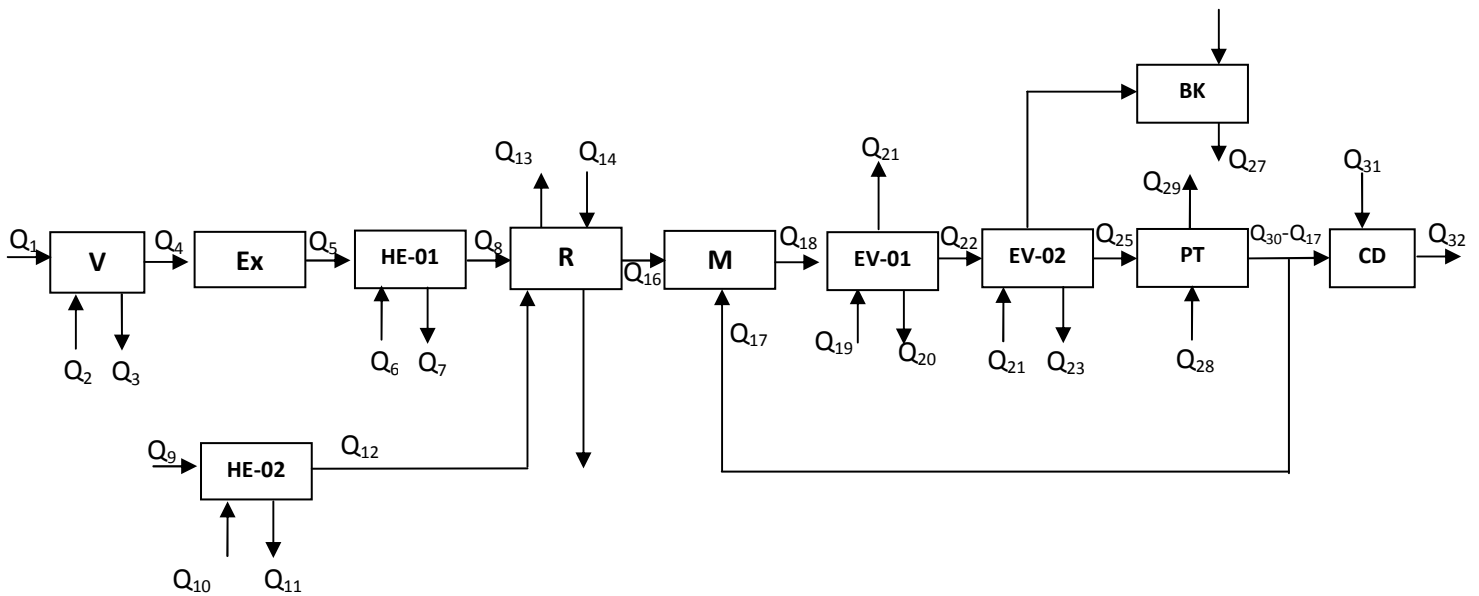 BK
Q₂₇
Q₁₃
Q₁₄
Q₂₁
Q₂₉
Q₃₁
Q₁
V
Q₄
Ex
Q₅
HE-01
Q₈
R
Q₁₆
M
Q₁₈
EV-01
Q₂₂
EV-02
Q₂₅
PT
Q₃₀-Q₁₇
CD
Q₃₂
Q₂
Q₃
Q₆
Q₇
Q₁₇
Q₁₉
Q₂₀
Q₂₁
Q₂₃
Q₂₈
Q₉
HE-02
Q₁₂
Q₁₀
Q₁₁